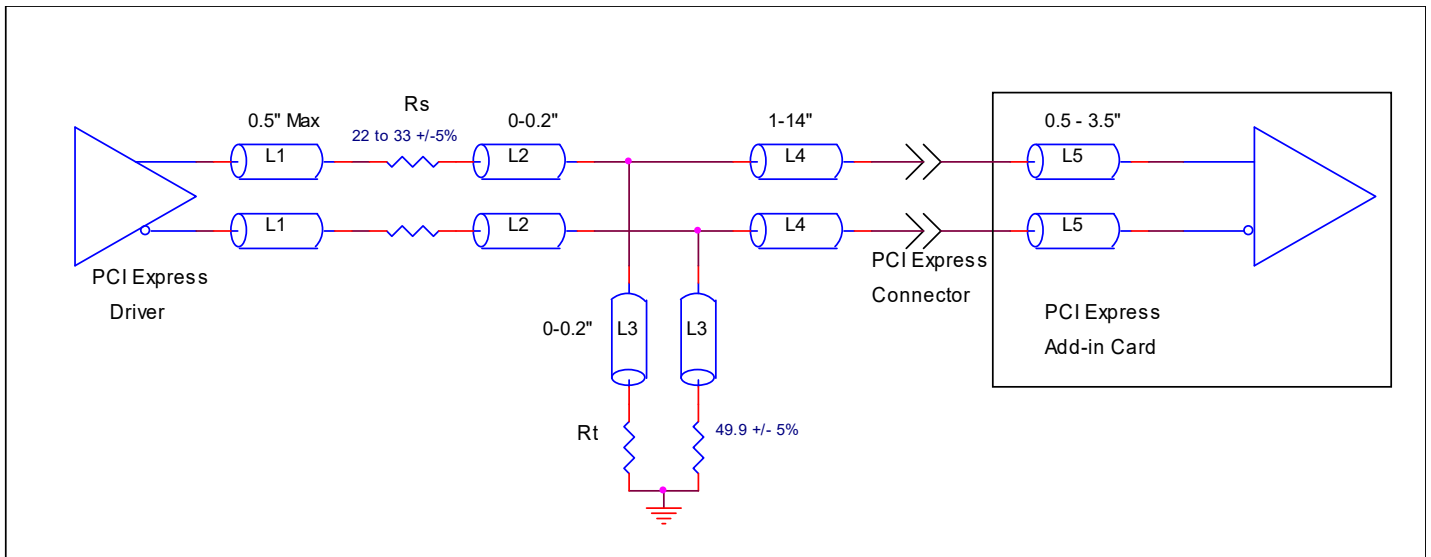 Rs
0.5" Max
22 to 33 +/-5%
0-0.2"
1-14"
0.5 - 3.5"
L1
L2
L4
L5
L1
L2
L4
L5
PCI Express
Driver
PCI Express
Connector
PCI Express
Add-in Card
0-0.2"
L3
L3
Rt
49.9 +/- 5%